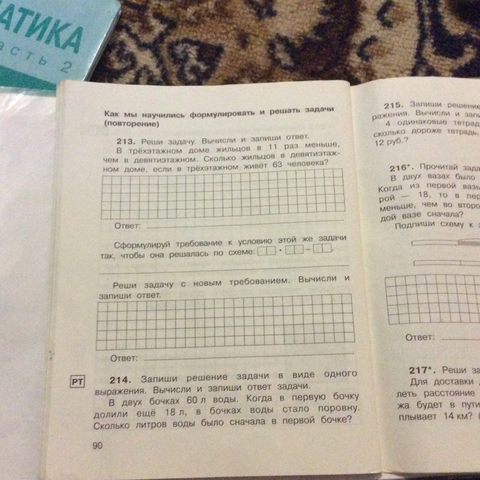 АТИКА
асть 2
Как мы научились формулировать и решать задачи
(повторение)
213. Реши задачу. Вычисли и запиши ответ.
В трёхэтажном доме жильцов в 11 раз меньше,
чем в девятиэтажном. Сколько жильцов в девятиэтаж-
ном доме, если в трёхэтажном живёт 63 человека?
Ответ:
Сформулируй требование к условию этой же задачи
так, чтобы она решалась по схеме: · – .
Реши задачу с новым требованием. Вычисли и
запиши ответ.
Ответ:
РТ
214. Запиши решение задачи в виде одного
выражения. Вычисли и запиши ответ задачи.
В двух бочках 60 л воды. Когда в первую бочку
долили ещё 18 л, в бочках воды стало поровну.
Сколько литров воды было сначала в первой бочке?
90
215. Запиши решение
ражения. Вычисли и запи
4 одинаковые тетрад
сколько дороже тетрадь,
12 руб.?
216*. Прочитай зада
В двух вазах было
Когда из первой вазы
рой — 18, то в пер
меньше, чем во второ
дой вазе сначала?
Подпиши схему к з
Ответ:
217*. Реши за
Для доставки
леть расстояние
жа будет в пути
плывает 14 км?